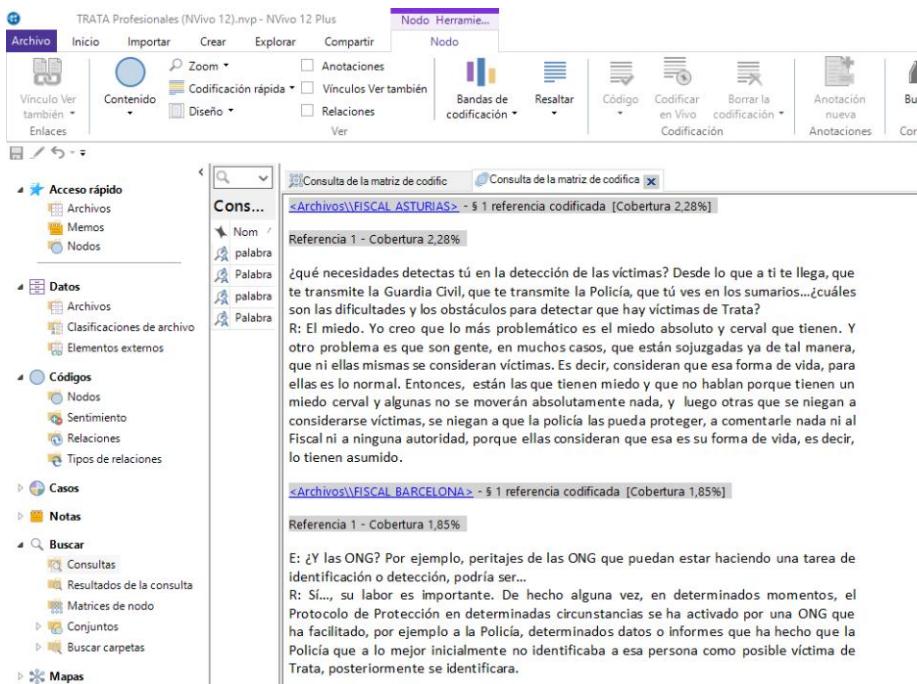 TRATA Profesionales (NVivo 12).nvp - NVivo 12 Plus
Nodo Herramie...
Archivo Inicio Importar Crear Explorar Compartir Nodo
Vínculo Ver también
Enlaces
Contenido
Zoom
Codificación rápida
Diseño
Anotaciones
Vínculos Ver también
Relaciones
Ver
Bandas de codificación
Resaltar
Código
Codificar en Vivo
Borrar la codificación
Codificación
Anotación nueva
Anotaciones
Acceso rápido
Archivos
Memos
Nodos
Datos
Archivos
Clasificaciones de archivo
Elementos externos
Códigos
Nodos
Sentimiento
Relaciones
Tipos de relaciones
Casos
Notas
Buscar
Consultas
Resultados de la consulta
Matrices de nodo
Conjuntos
Buscar carpetas
Mapas
Cons...
Nom
palabra
Palabra
palabra
Palabra
Consulta de la matriz de codific
Consulta de la matriz de codifica x
<Archivos\\FISCAL ASTURIAS> - § 1 referencia codificada [Cobertura 2,28%]
Referencia 1 - Cobertura 2,28%
¿qué necesidades detectas tú en la detección de las víctimas? Desde lo que a ti te llega, que
te transmite la Guardia Civil, que te transmite la Policía, que tú ves en los sumarios...¿cuáles
son las dificultades y los obstáculos para detectar que hay víctimas de Trata?
R: El miedo. Yo creo que lo más problemático es el miedo absoluto y cerval que tienen. Y
otro problema es que son gente, en muchos casos, que están sojuzgadas ya de tal manera,
que ni ellas mismas se consideran víctimas. Es decir, consideran que esa forma de vida, para
ellas es lo normal. Entonces, están las que tienen miedo y que no hablan porque tienen un
miedo cerval y algunas no se moverán absolutamente nada, y luego otras que se niegan a
considerarse víctimas, se niegan a que la policía las pueda proteger, a comentarle nada ni al
Fiscal ni a ninguna autoridad, porque ellas consideran que esa es su forma de vida, es decir,
lo tienen asumido.
<Archivos\\FISCAL BARCELONA> - § 1 referencia codificada [Cobertura 1,85%]
Referencia 1 - Cobertura 1,85%
E: ¿Y las ONG? Por ejemplo, peritajes de las ONG que puedan estar haciendo una tarea de
identificación o detección, podría ser...
R: Sí..., su labor es importante. De hecho alguna vez, en determinados momentos, el
Protocolo de Protección en determinadas circunstancias se ha activado por una ONG que
ha facilitado, por ejemplo a la Policía, determinados datos o informes que ha hecho que la
Policía que a lo mejor inicialmente no identificaba a esa persona como posible víctima de
Trata, posteriormente se identificara.